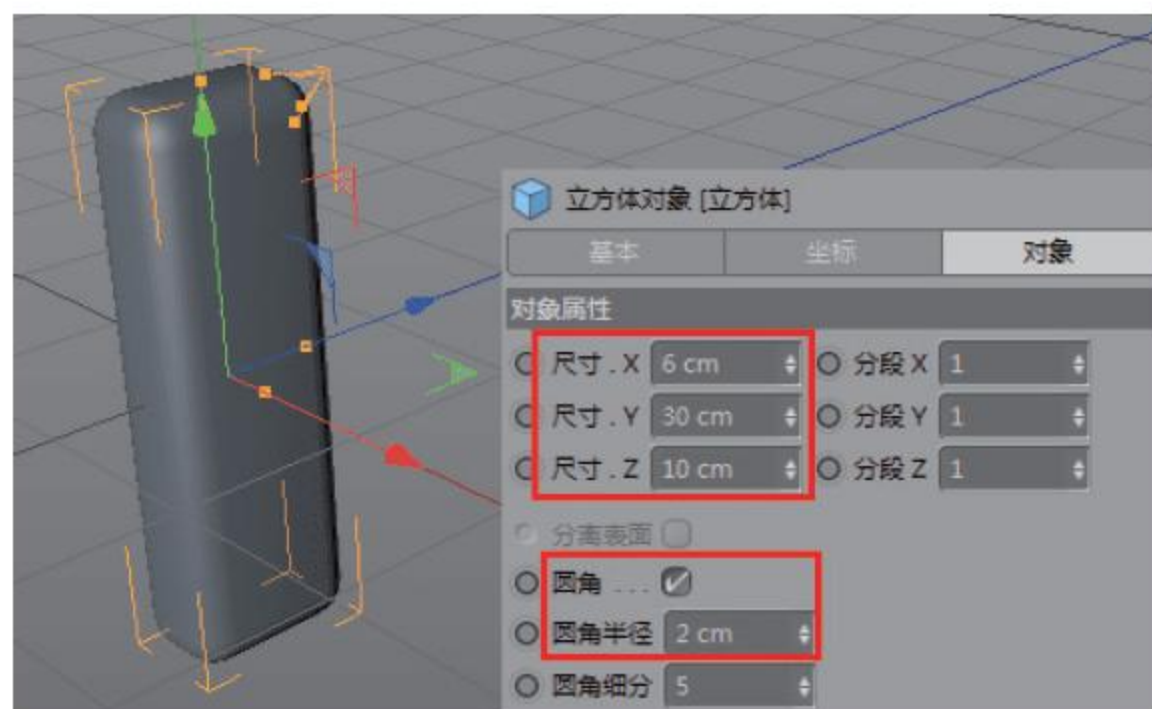 立方体对象 [立方体]
基本 坐标 对象
对象属性
尺寸 . X 6 cm 分段 X 1
尺寸 . Y 30 cm 分段 Y 1
尺寸 . Z 10 cm 分段 Z 1
分离表面
圆角 . . .
圆角半径 2 cm
圆角细分 5